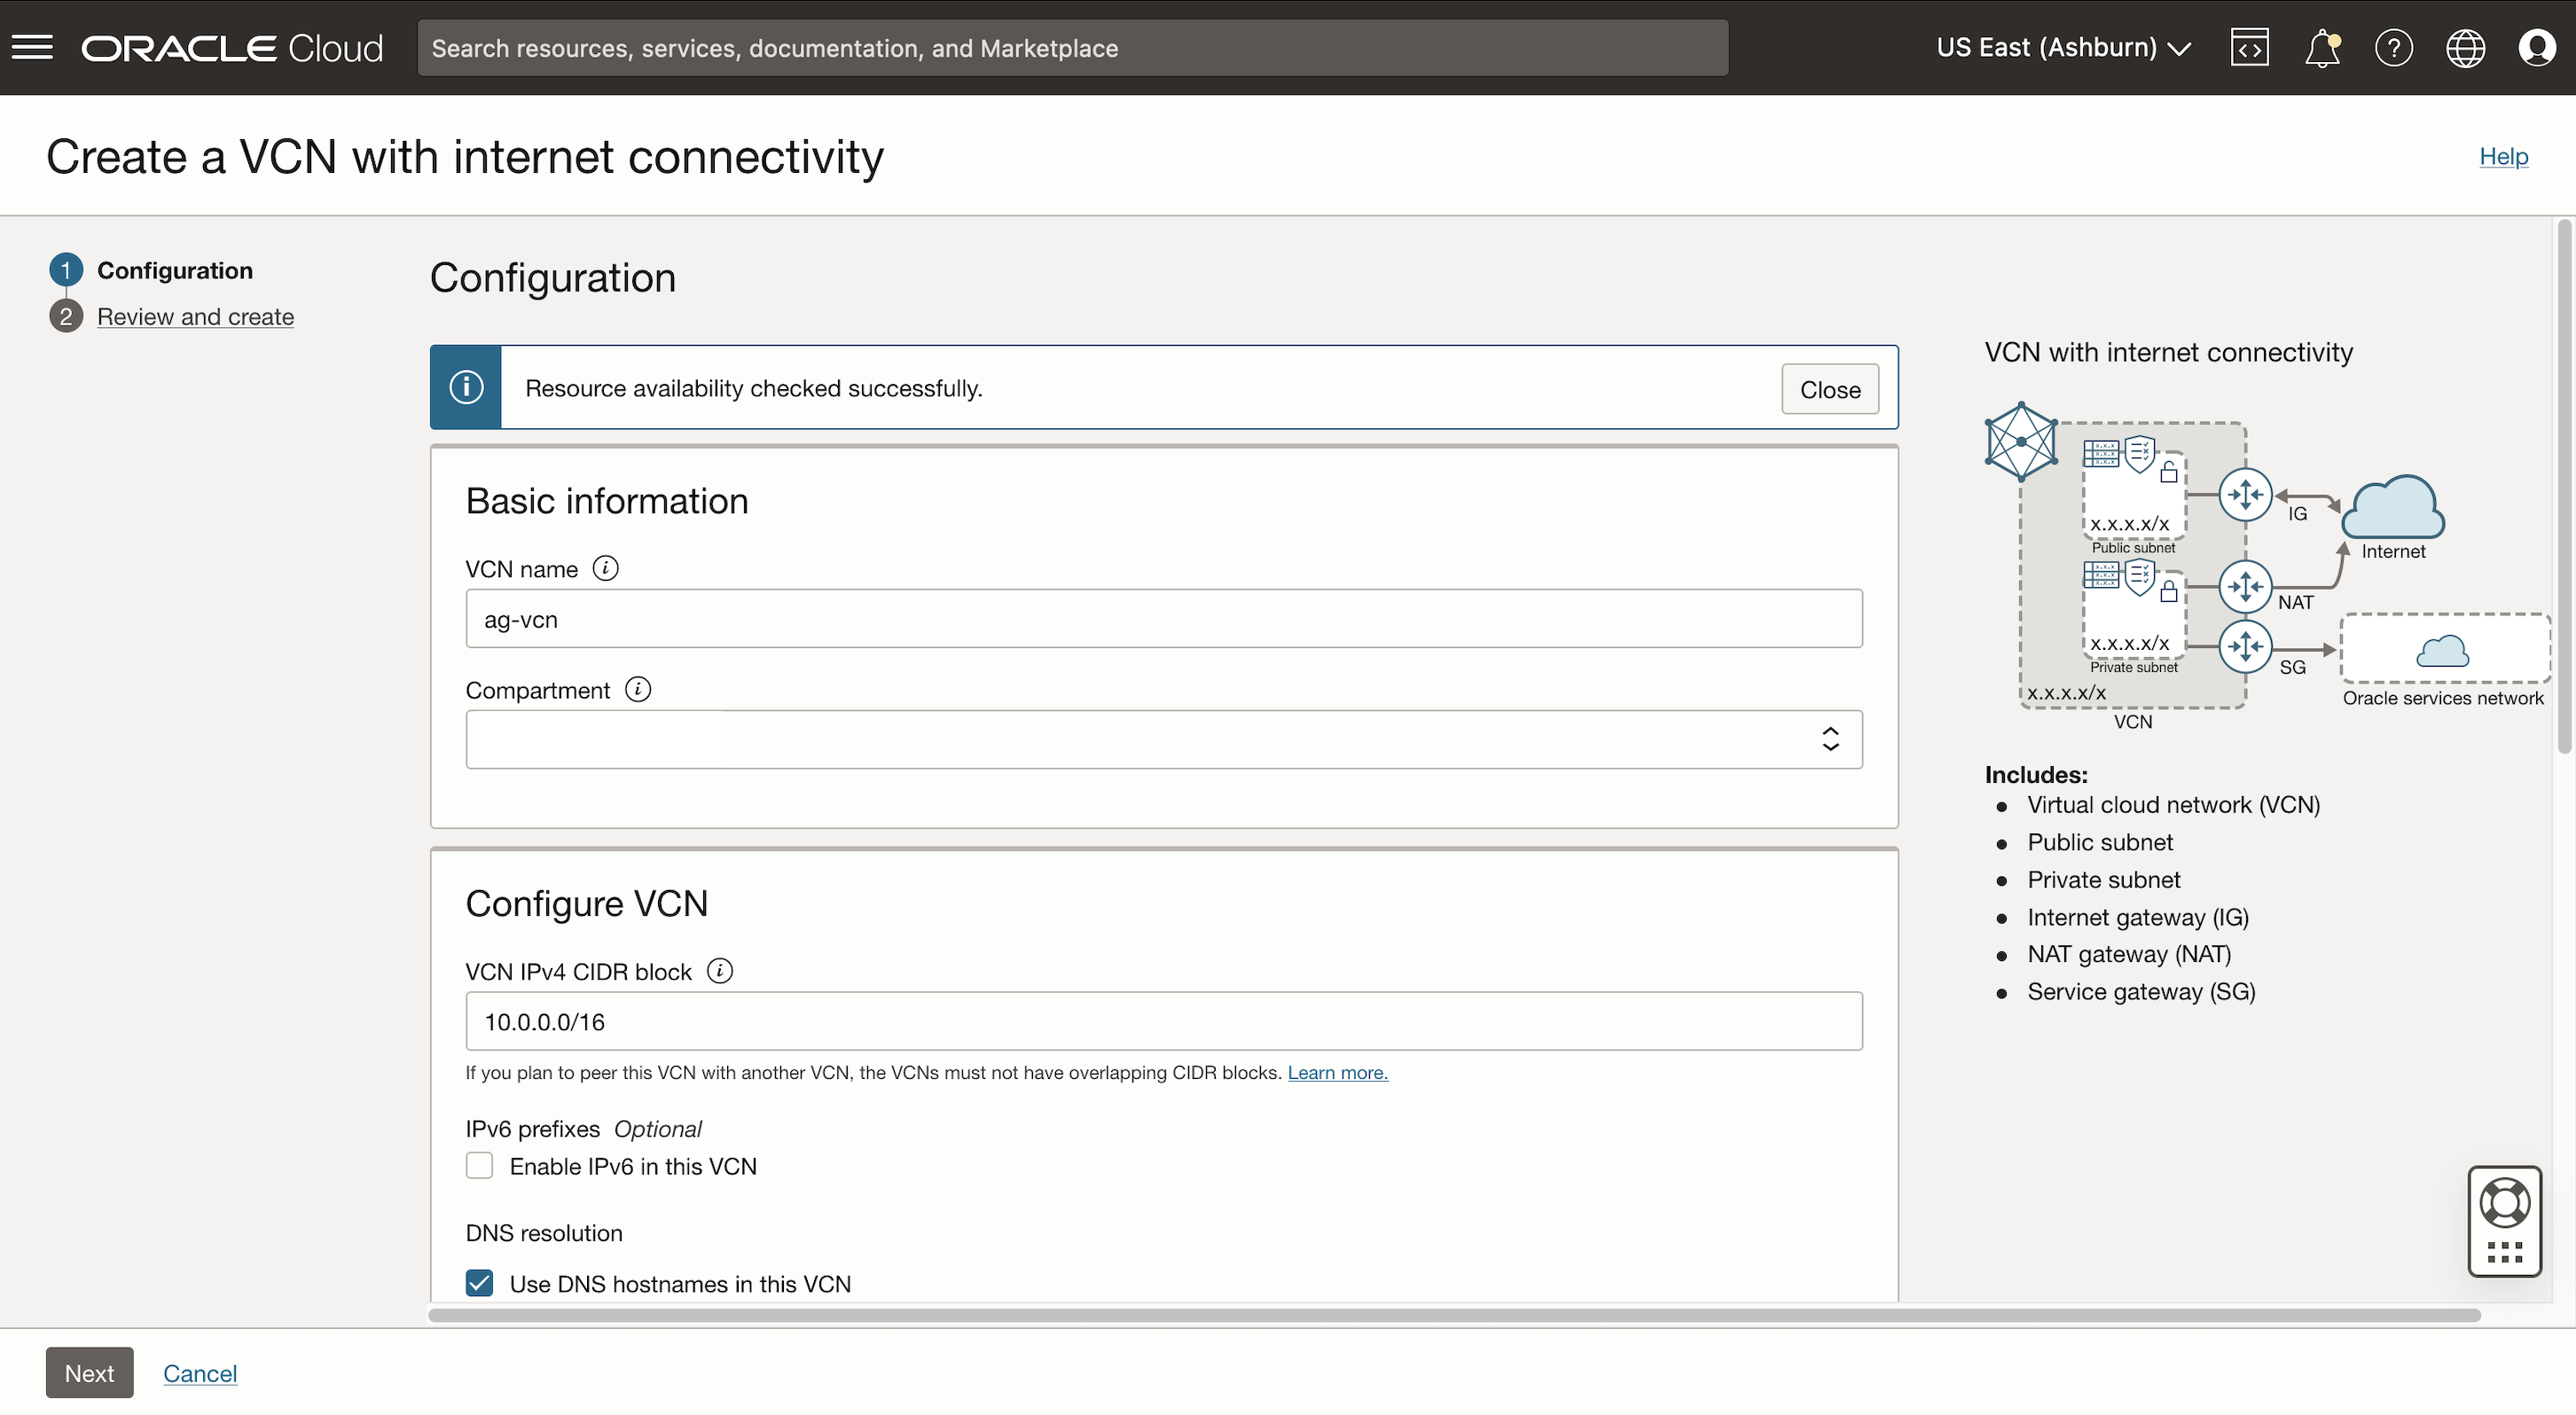 ORACLE Cloud
Search resources, services, documentation, and Marketplace
US East (Ashburn)
Create a VCN with internet connectivity
Help
1 Configuration
2 Review and create
Configuration
Resource availability checked successfully.
Close
Basic information
VCN name
ag-vcn
Compartment
Configure VCN
VCN IPv4 CIDR block
10.0.0.0/16
If you plan to peer this VCN with another VCN, the VCNs must not have overlapping CIDR blocks. Learn more.
IPv6 prefixes Optional
Enable IPv6 in this VCN
DNS resolution
Use DNS hostnames in this VCN
VCN with internet connectivity
x.x.x.x/x
Public subnet
IG
Internet
NAT
x.x.x.x/x
Private subnet
SG
Oracle services network
x.x.x.x/x
VCN
Includes:
Virtual cloud network (VCN)
Public subnet
Private subnet
Internet gateway (IG)
NAT gateway (NAT)
Service gateway (SG)
Next
Cancel